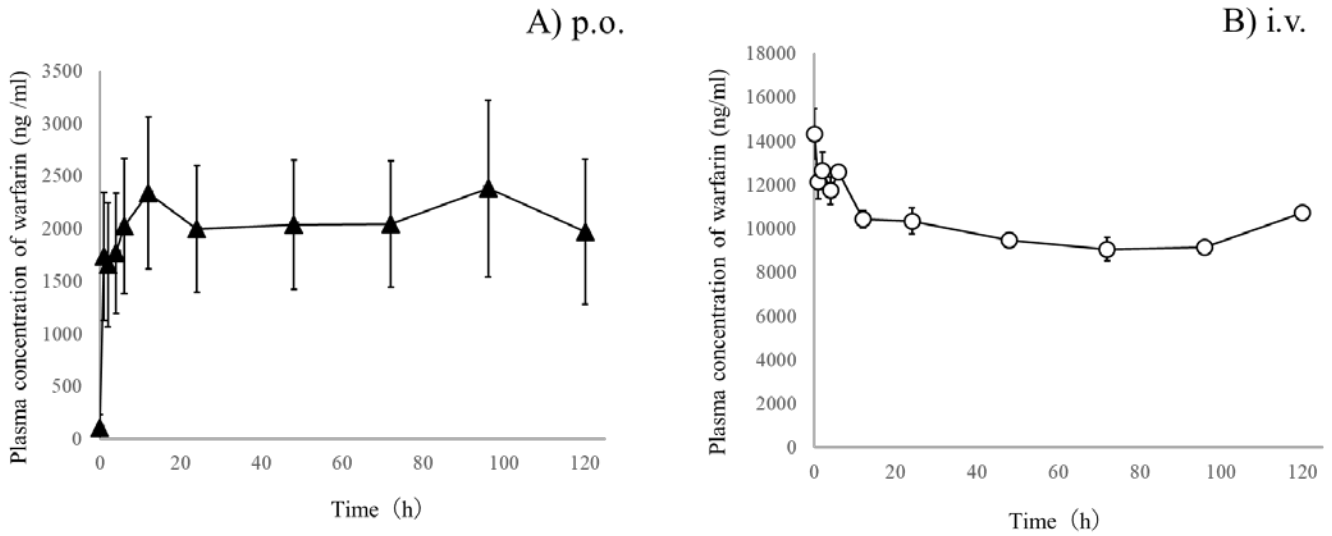 A) p.o.
Plasma concentration of warfarin (ng /ml)
3500
3000
2500
2000
1500
1000
500
0
0 20 40 60 80 100 120
Time (h)
B) i.v.
Plasma concentration of warfarin (ng/ml)
18000
16000
14000
12000
10000
8000
6000
4000
2000
0
0 20 40 60 80 100 120
Time (h)